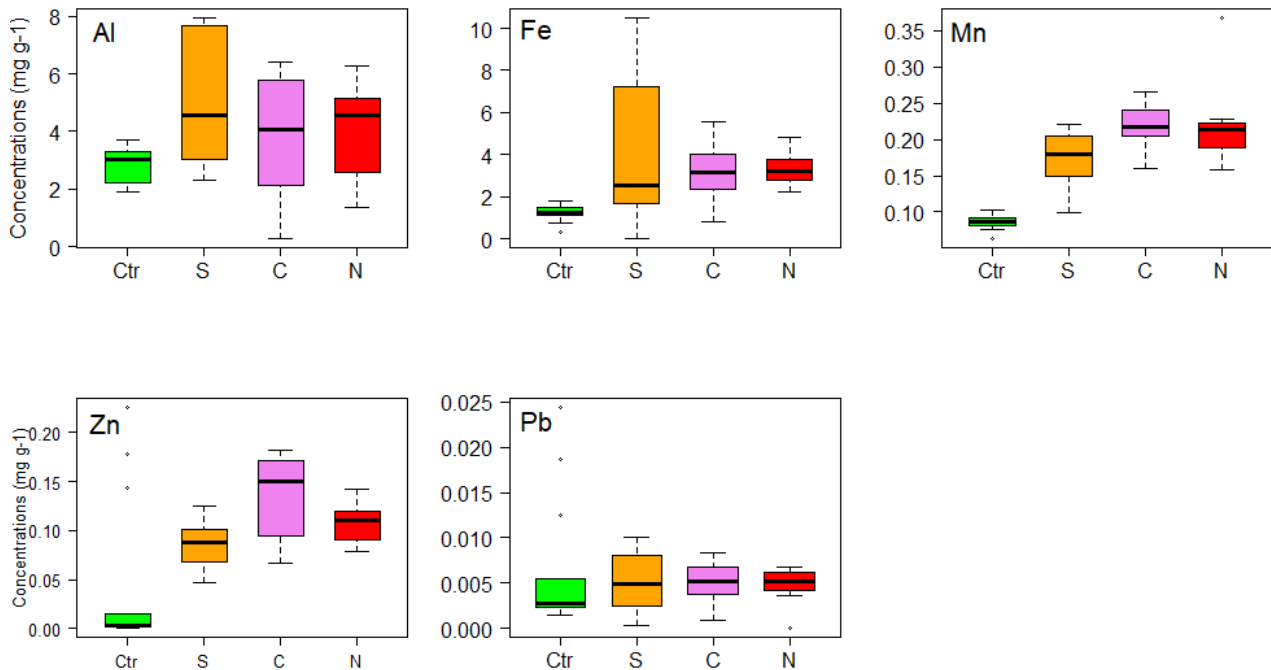 Al
Concentrations (mg g-1)
8
6
4
2
0
Ctr S C N
Fe
10
8
6
4
2
0
Ctr S C N
Mn
0.35
0.30
0.25
0.20
0.15
0.10
Ctr S C N
Zn
Concentrations (mg g-1)
0.20
0.15
0.10
0.05
0.00
Ctr S C N
Pb
0.025
0.020
0.015
0.010
0.005
0.000
Ctr S C N